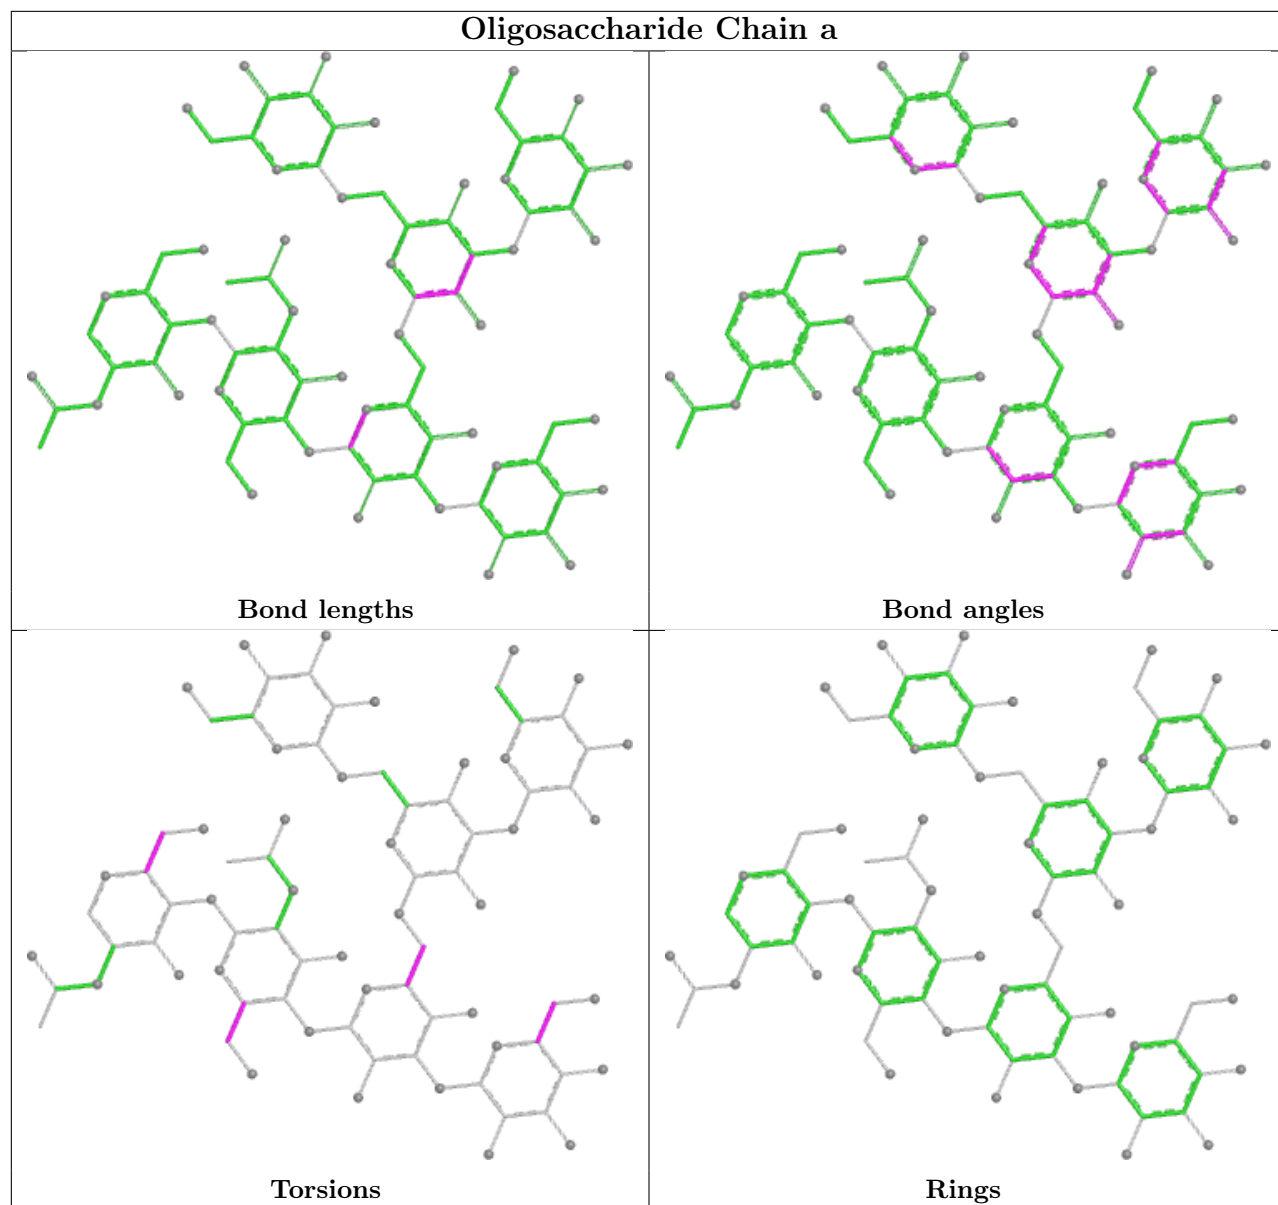 Oligosaccharide Chain a
Bond lengths
Bond angles
Torsions
Rings